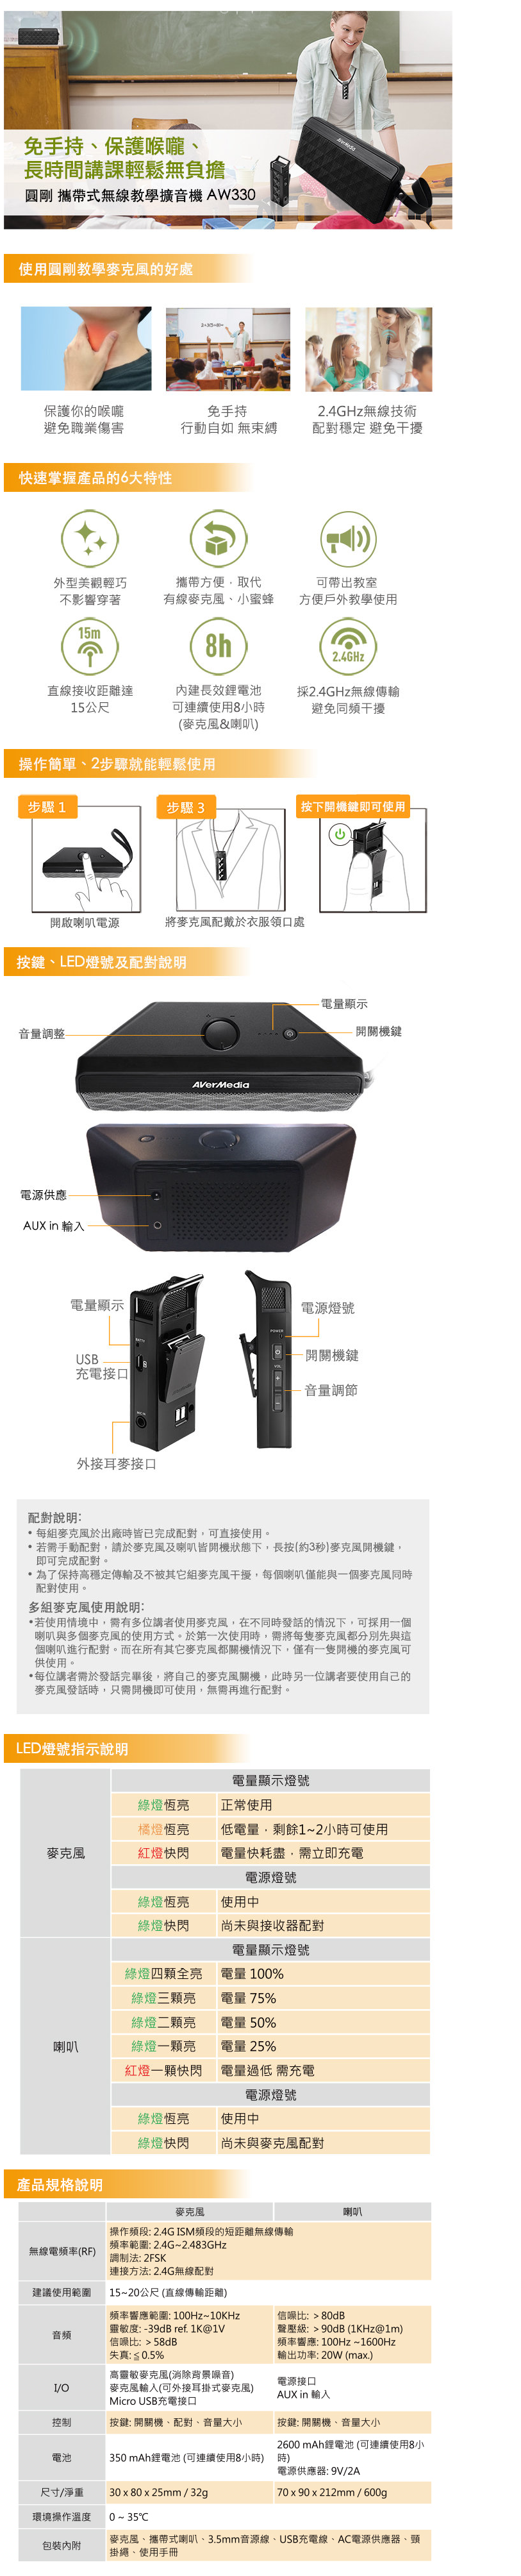 AVerMedia
免手持、保護喉嚨、
長時間講課輕鬆無負擔
圓剛 攜帶式無線教學擴音機 AW330
使用圓剛教學麥克風的好處
保護你的喉嚨
避免職業傷害
免手持
行動自如 無束縛
2.4GHz無線技術
配對穩定 避免干擾
快速掌握產品的6大特性
外型美觀輕巧
不影響穿著
攜帶方便，取代
有線麥克風、小蜜蜂
可帶出教室
方便戶外教學使用
15m
直線接收距離達
15公尺
8h
內建長效鋰電池
可連續使用8小時
(麥克風&喇叭)
2.4GHz
採2.4GHz無線傳輸
避免同頻干擾
操作簡單、2步驟就能輕鬆使用
步驟 1
開啟喇叭電源
步驟 3
將麥克風配戴於衣服領口處
按下開機鍵即可使用
按鍵、LED燈號及配對說明
電量顯示
音量調整
開關機鍵
AVerMedia
電源供應
AUX in 輸入
電量顯示
USB
充電接口
外接耳麥接口
電源燈號
POWER
開關機鍵
VOL
音量調節
配對說明:
• 每組麥克風於出廠時皆已完成配對，可直接使用。
• 若需手動配對，請於麥克風及喇叭皆開機狀態下，長按(約3秒)麥克風開機鍵，
即可完成配對。
• 為了保持高穩定傳輸及不被其它組麥克風干擾，每個喇叭僅能與一個麥克風同時
配對使用。
多組麥克風使用說明:
•若使用情境中，需有多位講者使用麥克風，在不同時發話的情況下，可採用一個
喇叭與多個麥克風的使用方式。於第一次使用時，需將每隻麥克風都分別先與這
個喇叭進行配對。而在所有其它麥克風都關機情況下，僅有一隻開機的麥克風可
供使用。
•每位講者需於發話完畢後，將自己的麥克風關機，此時另一位講者要使用自己的
麥克風發話時，只需開機即可使用，無需再進行配對。
LED燈號指示說明
麥克風
電量顯示燈號
綠燈恆亮 正常使用
橘燈恆亮 低電量，剩餘1~2小時可使用
紅燈快閃 電量快耗盡，需立即充電
電源燈號
綠燈恆亮 使用中
綠燈快閃 尚未與接收器配對
喇叭
電量顯示燈號
綠燈四顆全亮 電量 100%
綠燈三顆亮 電量 75%
綠燈二顆亮 電量 50%
綠燈一顆亮 電量 25%
紅燈一顆快閃 電量過低 需充電
電源燈號
綠燈恆亮 使用中
綠燈快閃 尚未與麥克風配對
產品規格說明
麥克風 喇叭
無線電頻率(RF)
操作頻段: 2.4G ISM頻段的短距離無線傳輸
頻率範圍: 2.4G~2.483GHz
調制法: 2FSK
連接方法: 2.4G無線配對
建議使用範圍 15~20公尺 (直線傳輸距離)
音頻
頻率響應範圍: 100Hz~10KHz
靈敏度: -39dB ref. 1K@1V
信噪比: > 58dB
失真: ≦ 0.5%
信噪比: > 80dB
聲壓級: > 90dB (1KHz@1m)
頻率響應: 100Hz ~1600Hz
輸出功率: 20W (max.)
I/O
高靈敏麥克風(消除背景噪音)
麥克風輸入(可外接耳掛式麥克風)
Micro USB充電接口
電源接口
AUX in 輸入
控制 按鍵: 開關機、配對、音量大小 按鍵: 開關機、音量大小
電池 350 mAh鋰電池 (可連續使用8小時)
2600 mAh鋰電池 (可連續使用8小
時)
電源供應器: 9V/2A
尺寸/淨重 30 x 80 x 25mm / 32g 70 x 90 x 212mm / 600g
環境操作溫度 0 ~ 35℃
包裝內附
麥克風、攜帶式喇叭、3.5mm音源線、USB充電線、AC電源供應器、頸
掛繩、使用手冊